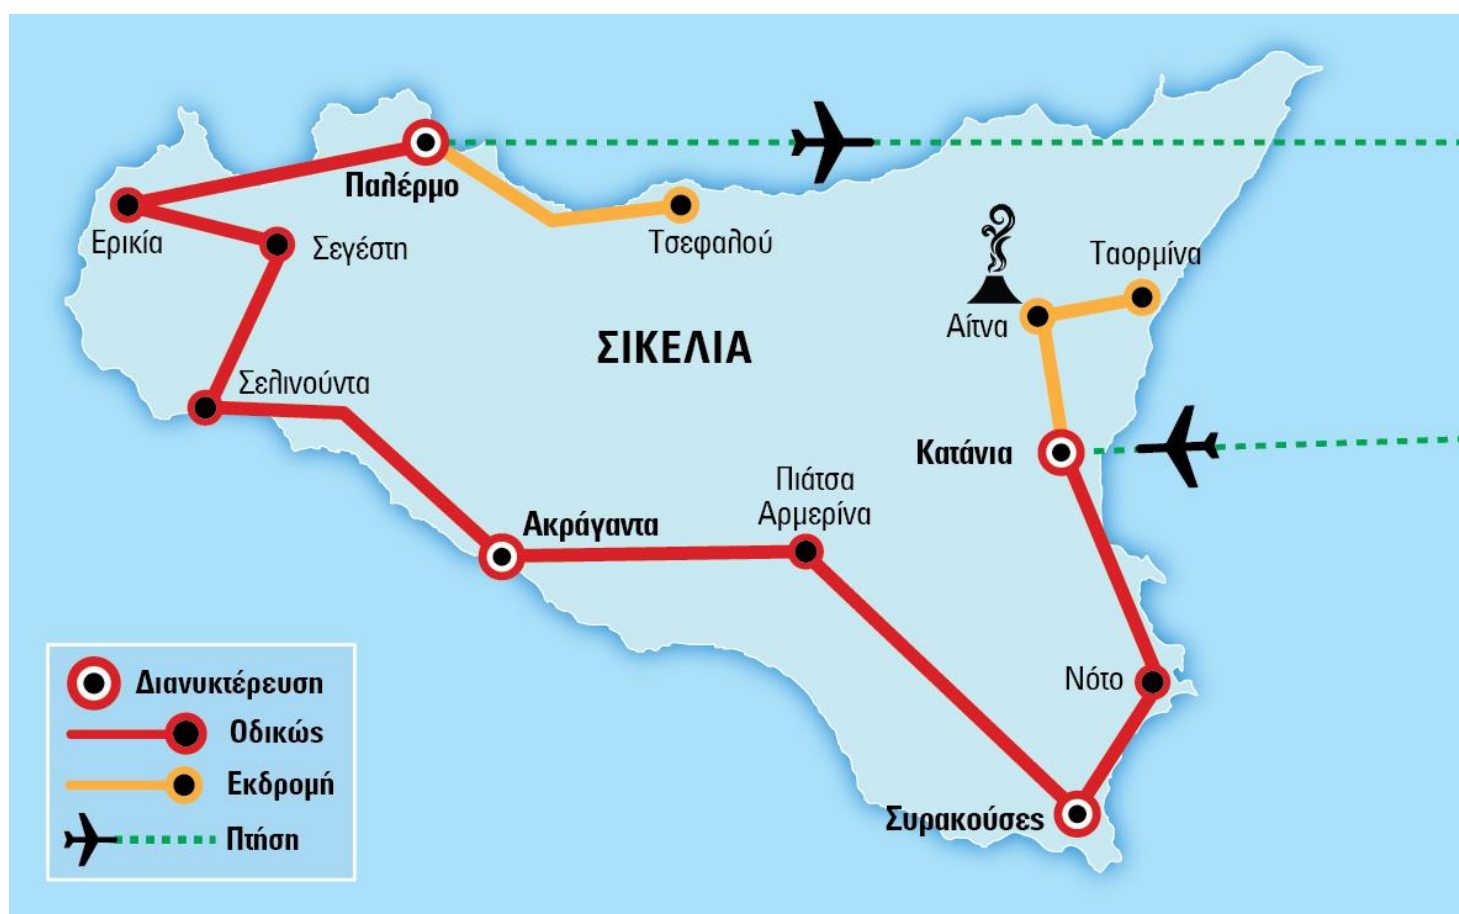 Παλέρμο
Ερικία
Σεγέστη
Τσεφαλού
Ταορμίνα
Αίτνα
ΣΙΚΕΛΙΑ
Σελινούντα
Κατάνια
Πιάτσα
Αρμερίνα
Ακράγαντα
Νότο
Συρακούσες
Διανυκτέρευση
Οδικώς
Εκδρομή
Πτήση